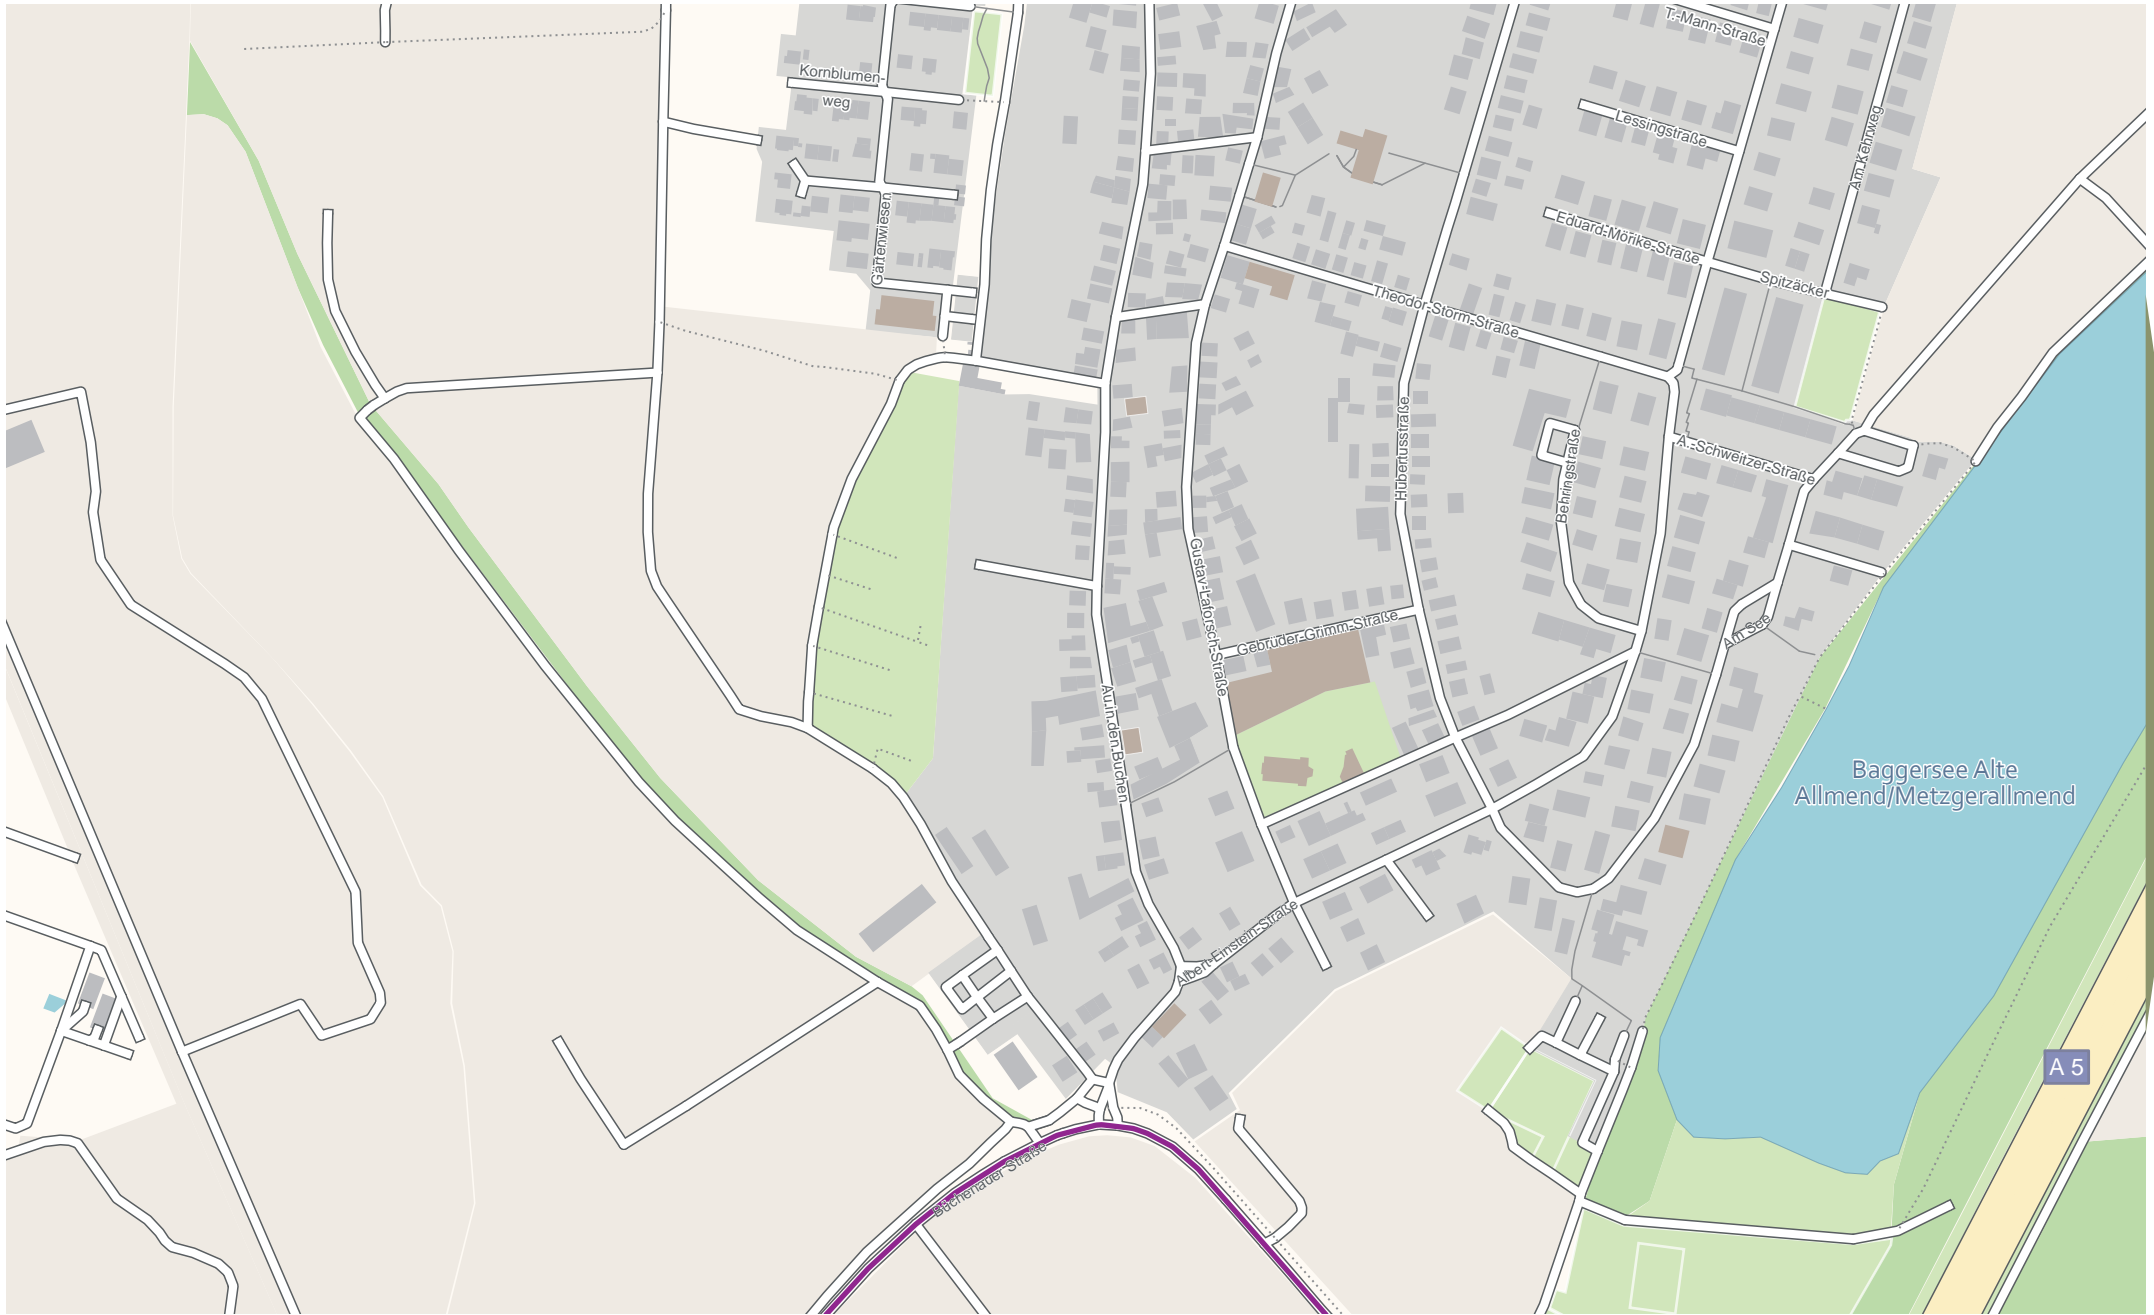 T.-Mann-Straße
Kornblumen-
weg
Lessingstraße
Am Kehrweg
Eduard-Mörike-Straße
Gärtenwiesen
Spitzäcker
Theodor-Storm-Straße
Hubertusstraße
Behringstraße
A.-Schweitzer-Straße
Gustav-Laforsch-Straße
Gebrüder-Grimm-Straße
Am See
Au in den Buchen
Baggersee Alte
Allmend/Metzgerallmend
Albert-Einstein-Straße
A 5
Büchenauer Straße